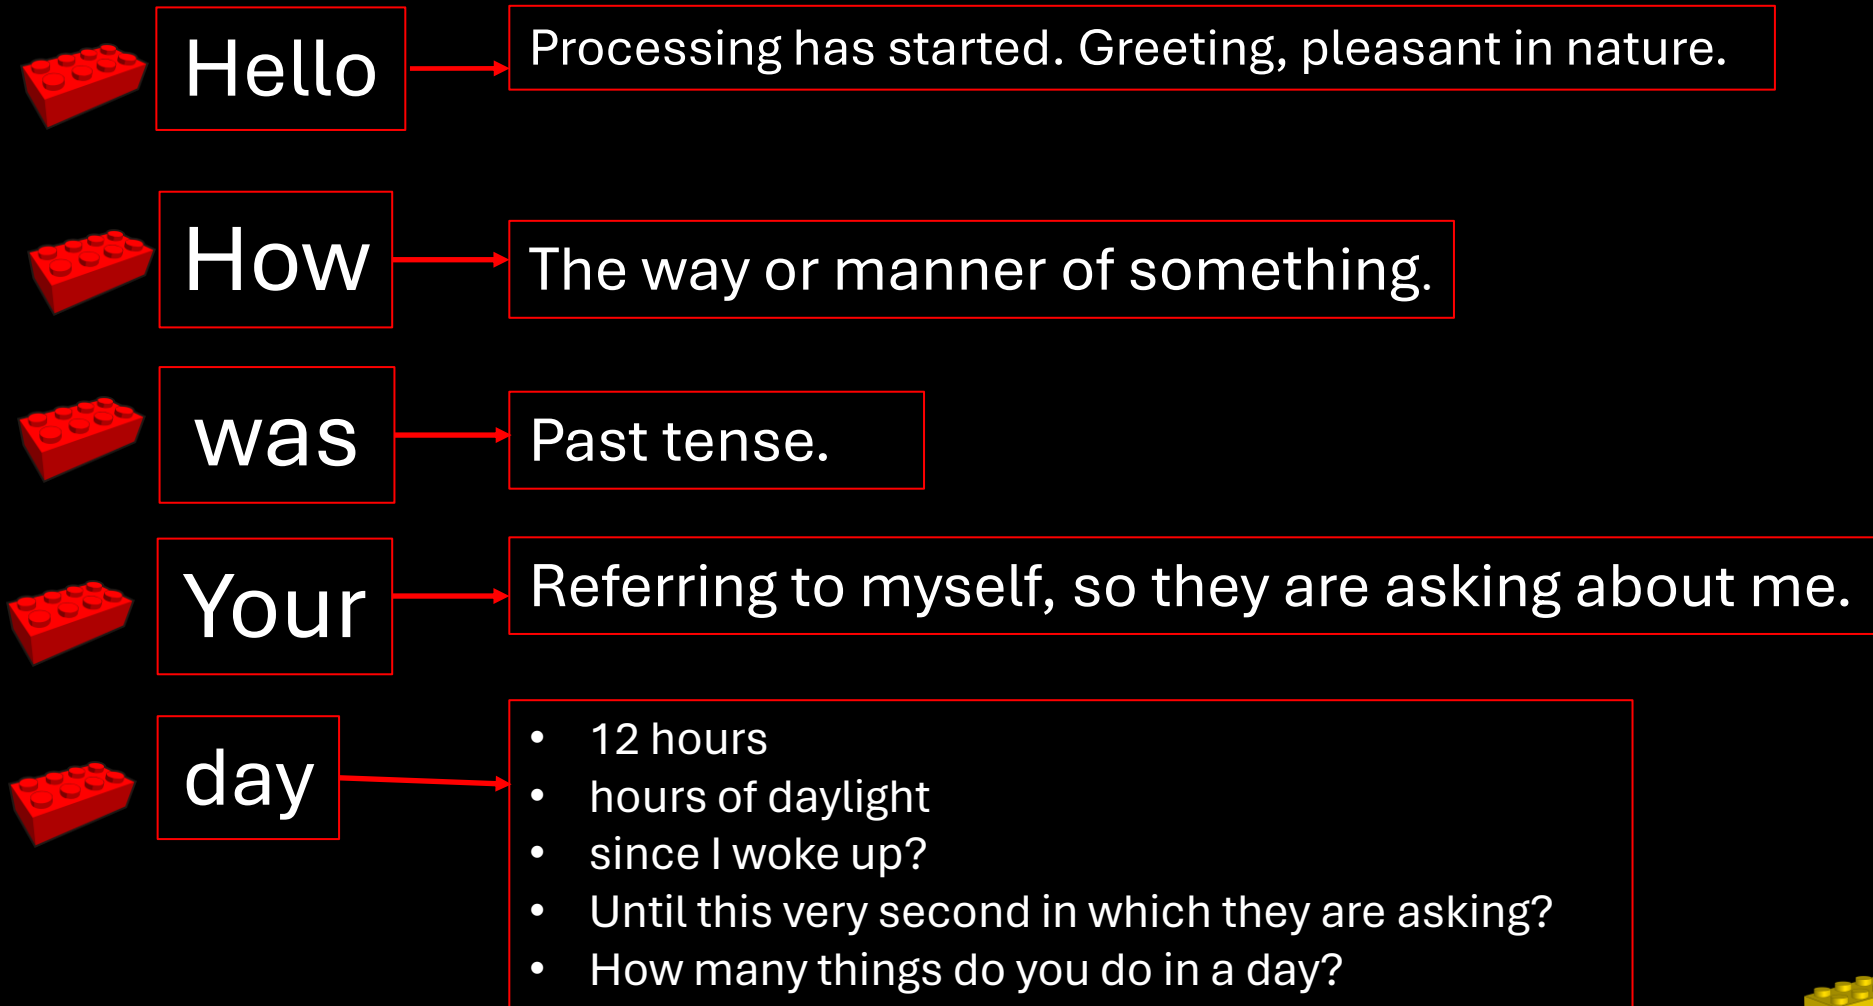 Hello
Processing has started. Greeting, pleasant in nature.
How
The way or manner of something.
was
Past tense.
Your
Referring to myself, so they are asking about me.
day
• 12 hours
• hours of daylight
• since I woke up?
• Until this very second in which they are asking?
• How many things do you do in a day?